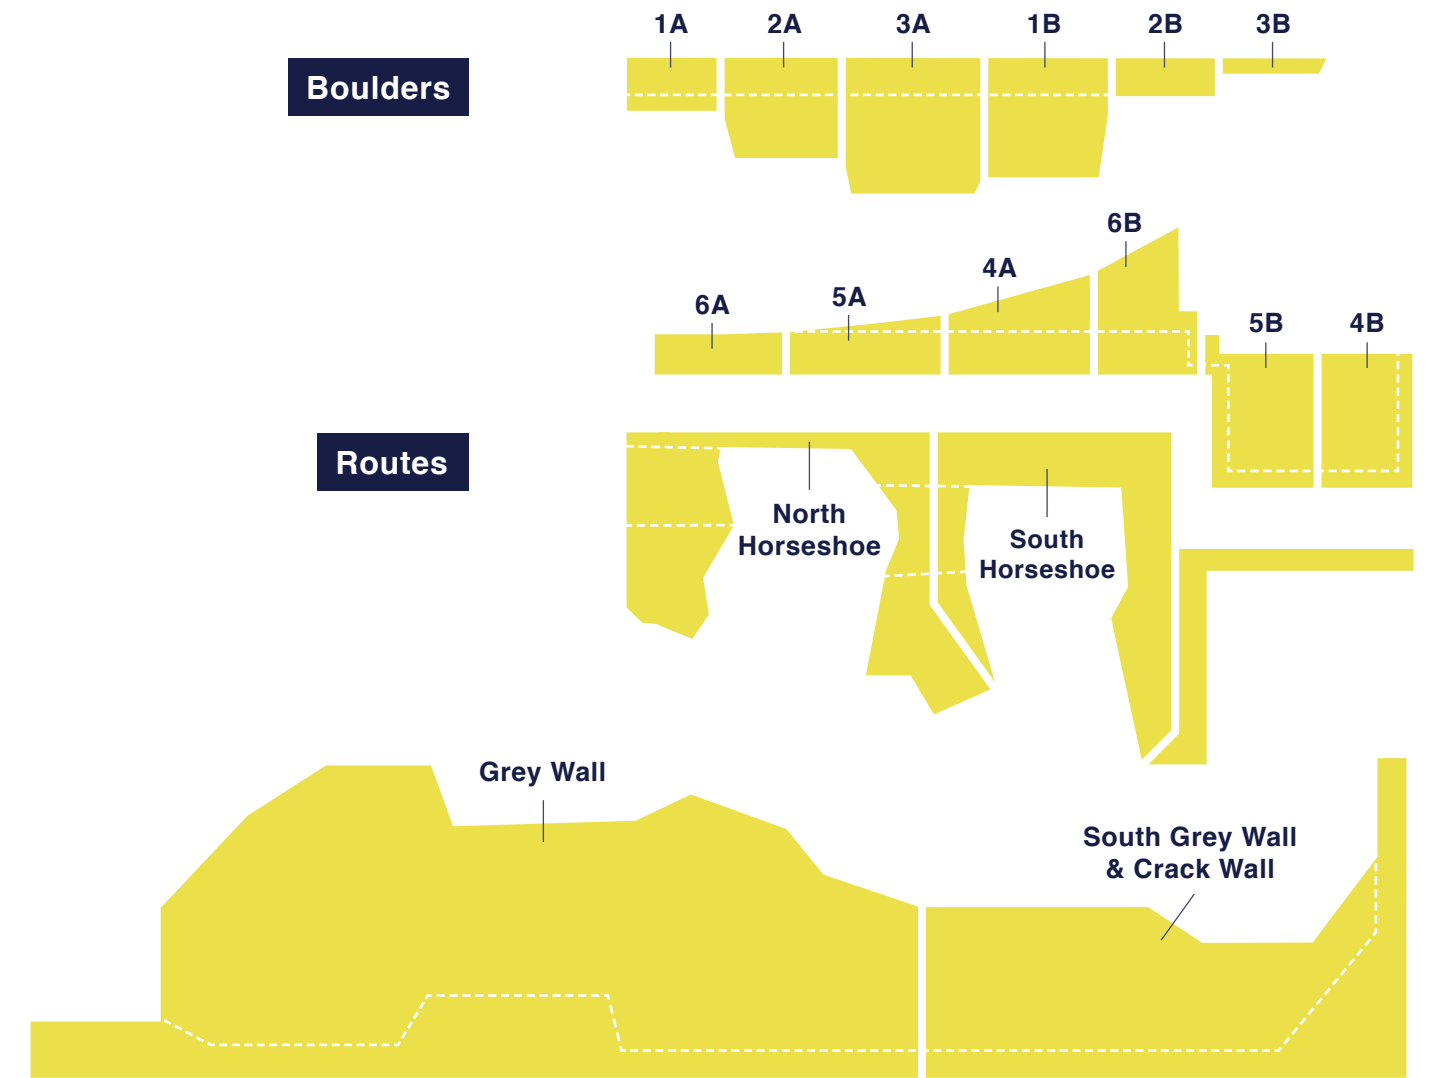 1A
2A
3A
1B
2B
3B
Boulders
6B
4A
5A
6A
5B
4B
Routes
North
Horseshoe
South
Horseshoe
Grey Wall
South Grey Wall
& Crack Wall